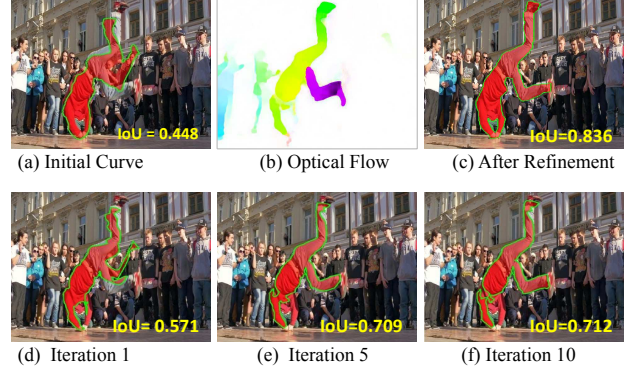 IoU = 0.448
(a) Initial Curve
(b) Optical Flow
IoU=0.836
(c) After Refinement
IoU= 0.571
(d) Iteration 1
IoU=0.709
(e) Iteration 5
IoU=0.712
(f) Iteration 10